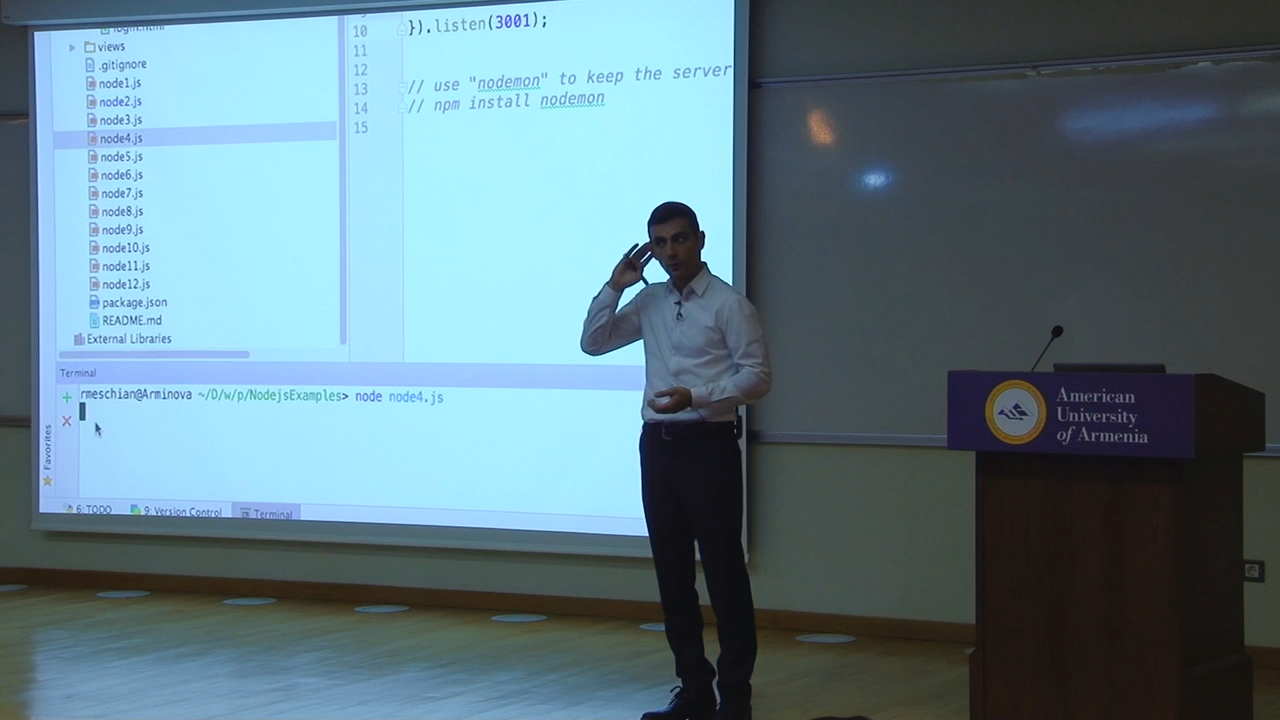 login.html
views
.gitignore
node1.js
node2.js
node3.js
node4.js
node5.js
node6.js
node7.js
node8.js
node9.js
node10.js
node11.js
node12.js
package.json
README.md
External Libraries
10 }).listen(3001);
11
12
13 // use "nodemon" to keep the server
14 // npm install nodemon
15
Terminal
rmeschian@Arminova ~/D/w/p/NodejsExamples> node node4.js
Favorites
6: TODO
9: Version Control
Terminal
American
University
of Armenia